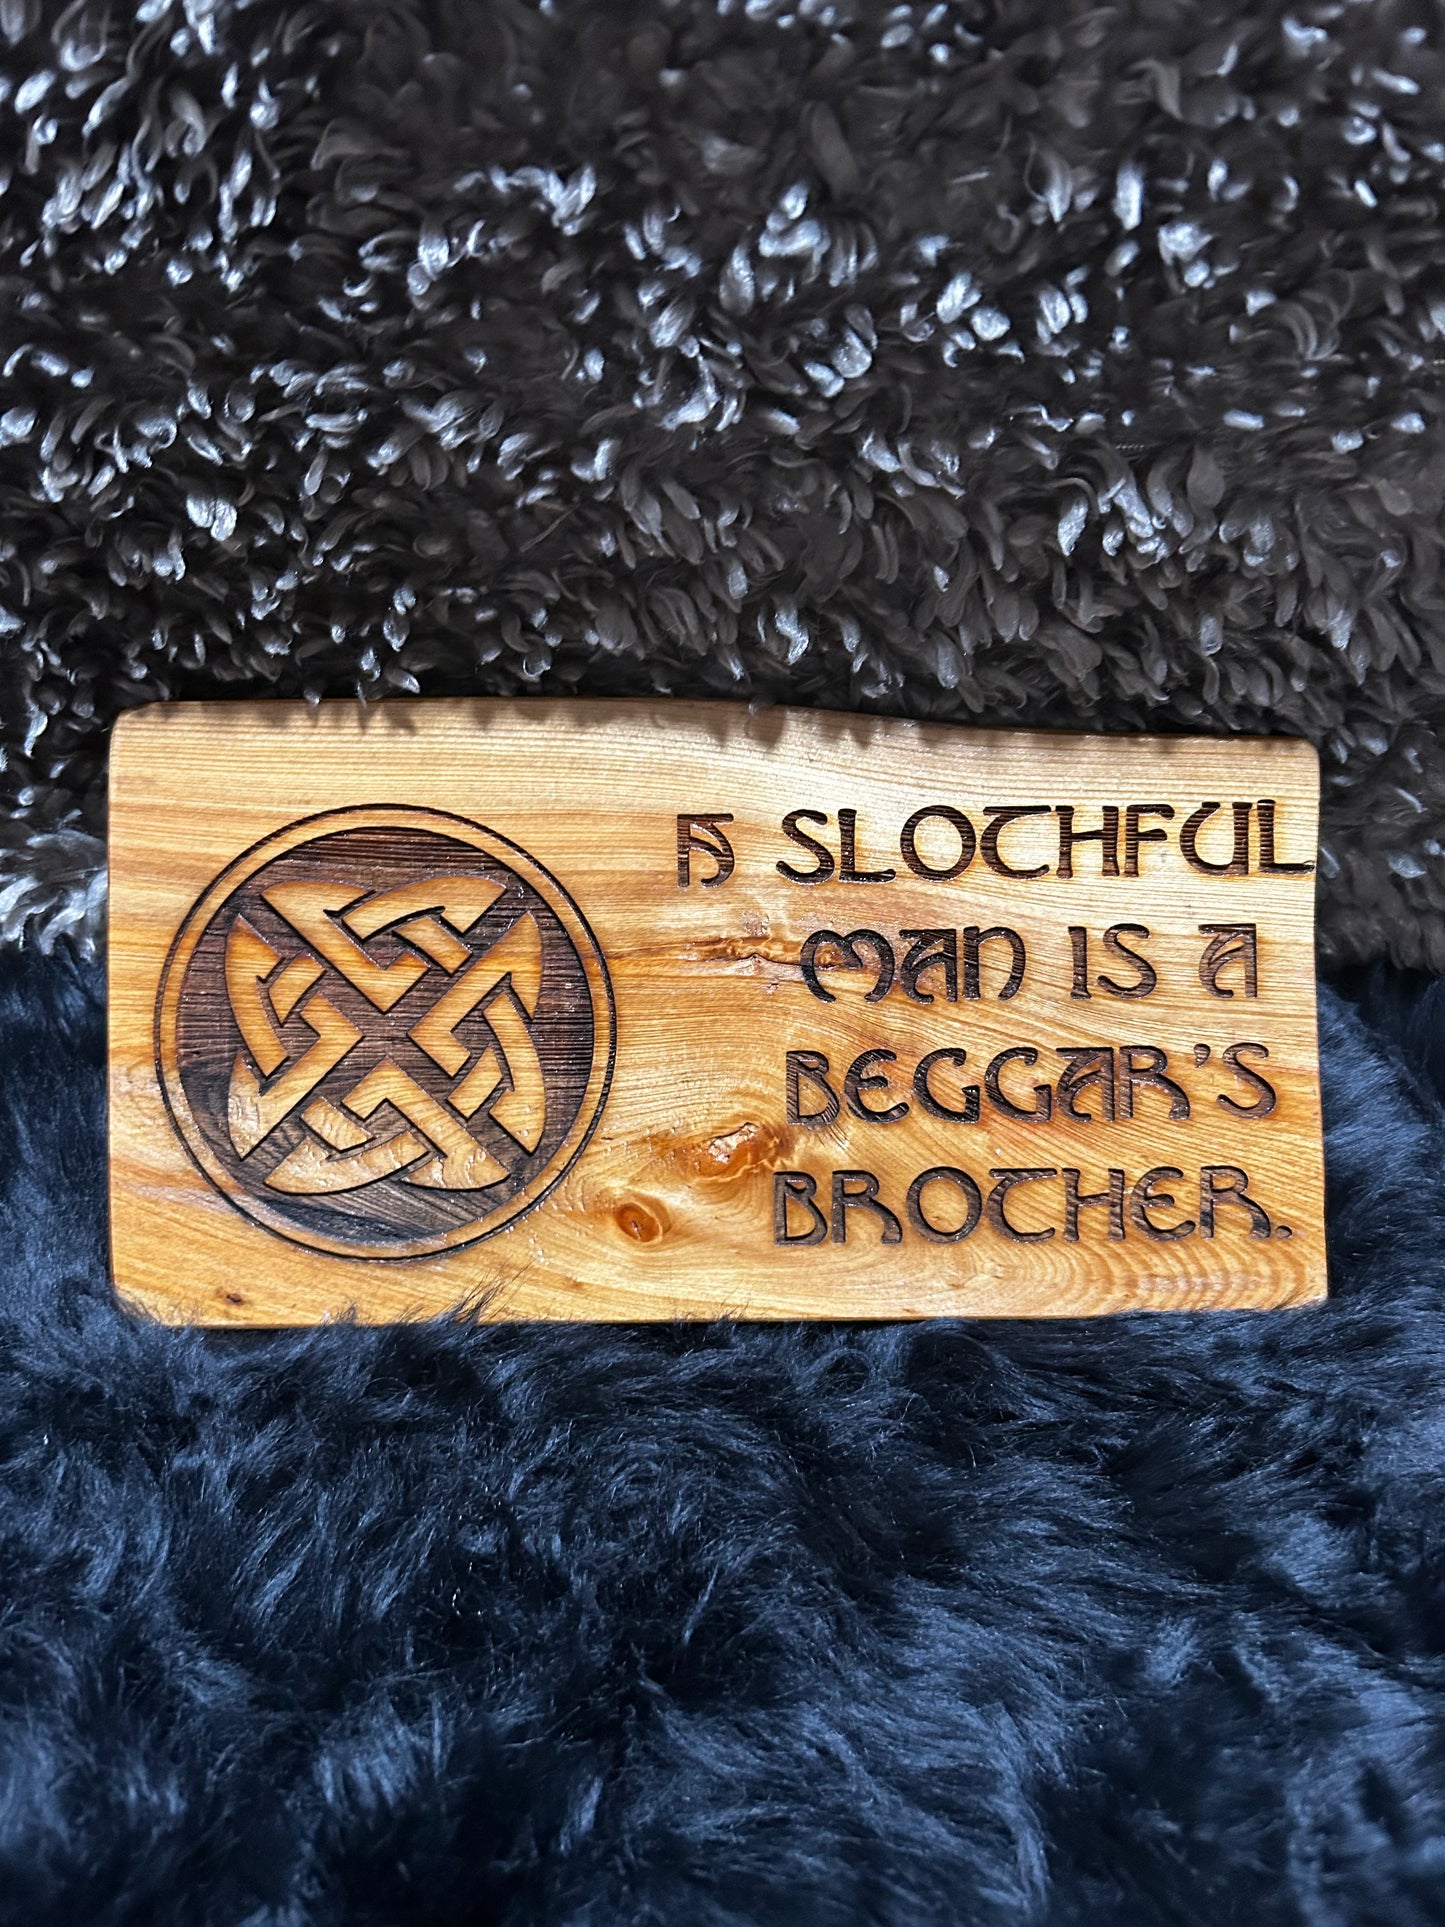 A SLOTHFUL
MAN IS A
BEGGAR'S
BROTHER.